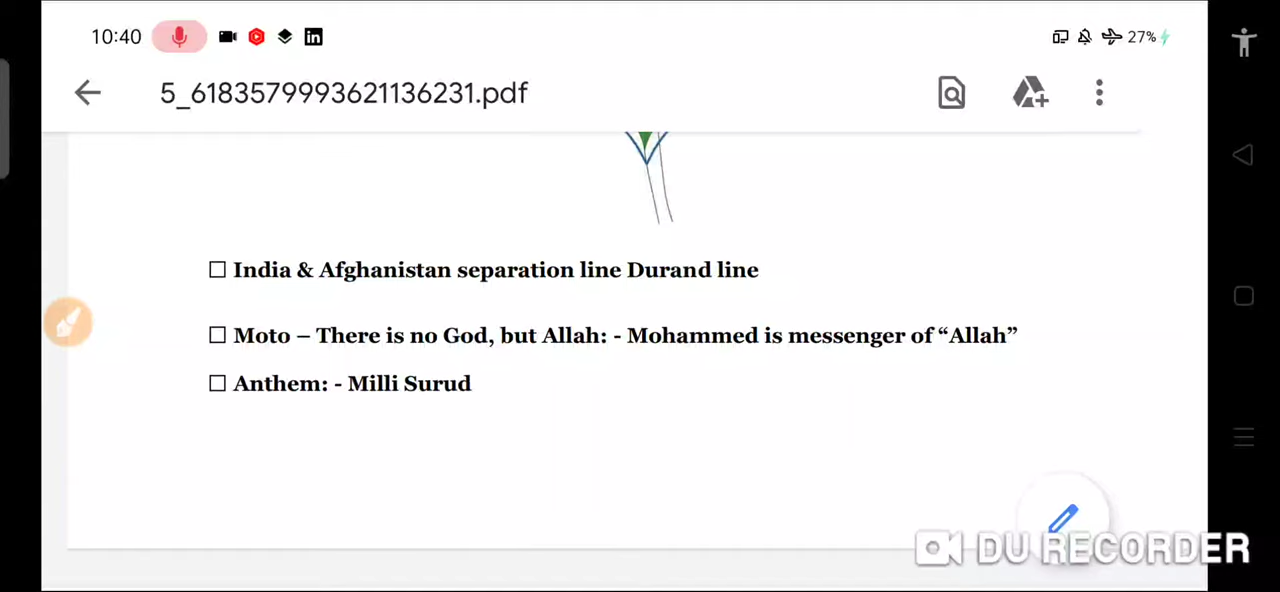 10:40 27%
5_6183579993621136231.pdf
☐ India & Afghanistan separation line Durand line
☐ Moto – There is no God, but Allah: - Mohammed is messenger of “Allah”
☐ Anthem: - Milli Surud
DU RECORDER